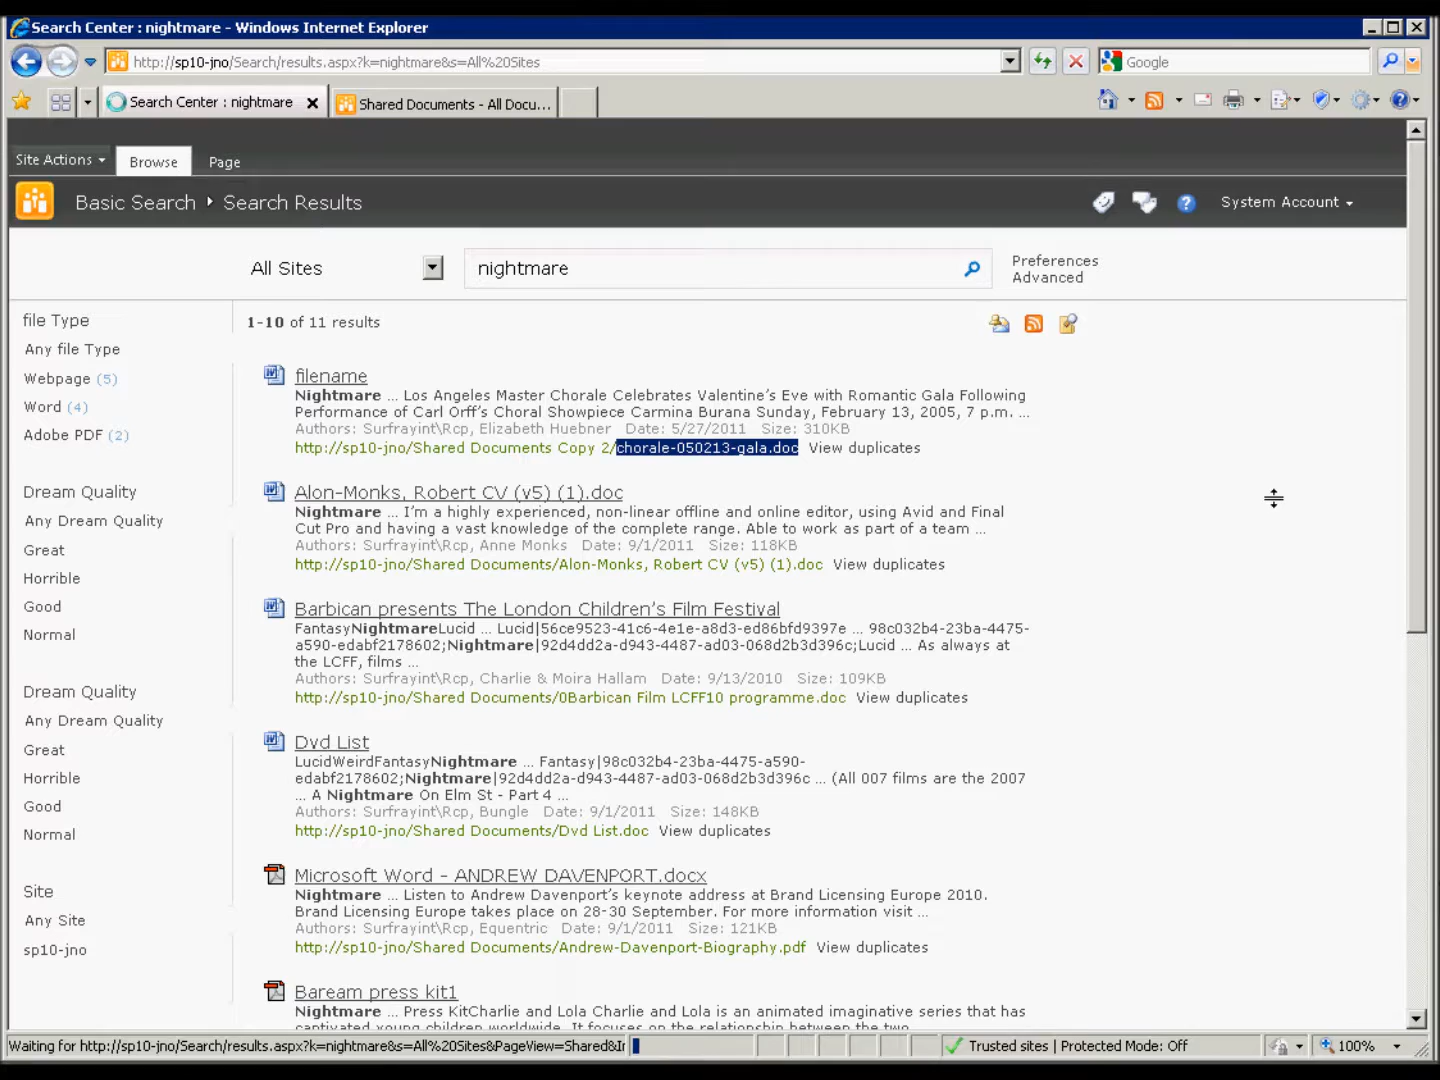 Search Center : nightmare - Windows Internet Explorer
http://sp10-jno/Search/results.aspx?k=nightmare&s=All%20Sites
Google
Search Center : nightmare
Shared Documents - All Docu...
Site Actions
Browse
Page
Basic Search
Search Results
System Account
All Sites
nightmare
Preferences
Advanced
file Type
Any file Type
Webpage (5)
Word (4)
Adobe PDF (2)
Dream Quality
Any Dream Quality
Great
Horrible
Good
Normal
Dream Quality
Any Dream Quality
Great
Horrible
Good
Normal
Site
Any Site
sp10-jno
1-10 of 11 results
filename
Nightmare ... Los Angeles Master Chorale Celebrates Valentine's Eve with Romantic Gala Following
Performance of Carl Orff's Choral Showpiece Carmina Burana Sunday, February 13, 2005, 7 p.m. ...
Authors: Surfrayint\Rcp, Elizabeth Huebner Date: 5/27/2011 Size: 310KB
http://sp10-jno/Shared Documents Copy 2/chorale-050213-gala.doc View duplicates
Alon-Monks, Robert CV (v5) (1).doc
Nightmare ... I'm a highly experienced, non-linear offline and online editor, using Avid and Final
Cut Pro and having a vast knowledge of the complete range. Able to work as part of a team ...
Authors: Surfrayint\Rcp, Anne Monks Date: 9/1/2011 Size: 118KB
http://sp10-jno/Shared Documents/Alon-Monks, Robert CV (v5) (1).doc View duplicates
Barbican presents The London Children's Film Festival
FantasyNightmareLucid ... Lucid|56ce9523-41c6-4e1e-a8d3-ed86bfd9397e ... 98c032b4-23ba-4475-
a590-edabf2178602;Nightmare|92d4dd2a-d943-4487-ad03-068d2b3d396c;Lucid ... As always at
the LCFF, films ...
Authors: Surfrayint\Rcp, Charlie & Moira Hallam Date: 9/13/2010 Size: 109KB
http://sp10-jno/Shared Documents/0Barbican Film LCFF10 programme.doc View duplicates
Dvd List
LucidWeirdFantasyNightmare ... Fantasy|98c032b4-23ba-4475-a590-
edabf2178602;Nightmare|92d4dd2a-d943-4487-ad03-068d2b3d396c ... (All 007 films are the 2007
... A Nightmare On Elm St - Part 4 ...
Authors: Surfrayint\Rcp, Bungle Date: 9/1/2011 Size: 148KB
http://sp10-jno/Shared Documents/Dvd List.doc View duplicates
Microsoft Word - ANDREW DAVENPORT.docx
Nightmare ... Listen to Andrew Davenport's keynote address at Brand Licensing Europe 2010.
Brand Licensing Europe takes place on 28-30 September. For more information visit ...
Authors: Surfrayint\Rcp, Equentric Date: 9/1/2011 Size: 121KB
http://sp10-jno/Shared Documents/Andrew-Davenport-Biography.pdf View duplicates
Baream press kit1
Nightmare ... Press KitCharlie and Lola Charlie and Lola is an animated imaginative series that has
captivated young children worldwide. It focuses on the relationship between the two
Waiting for http://sp10-jno/Search/results.aspx?k=nightmare&s=All%20Sites&PageView=Shared&Ir
Trusted sites | Protected Mode: Off
100%